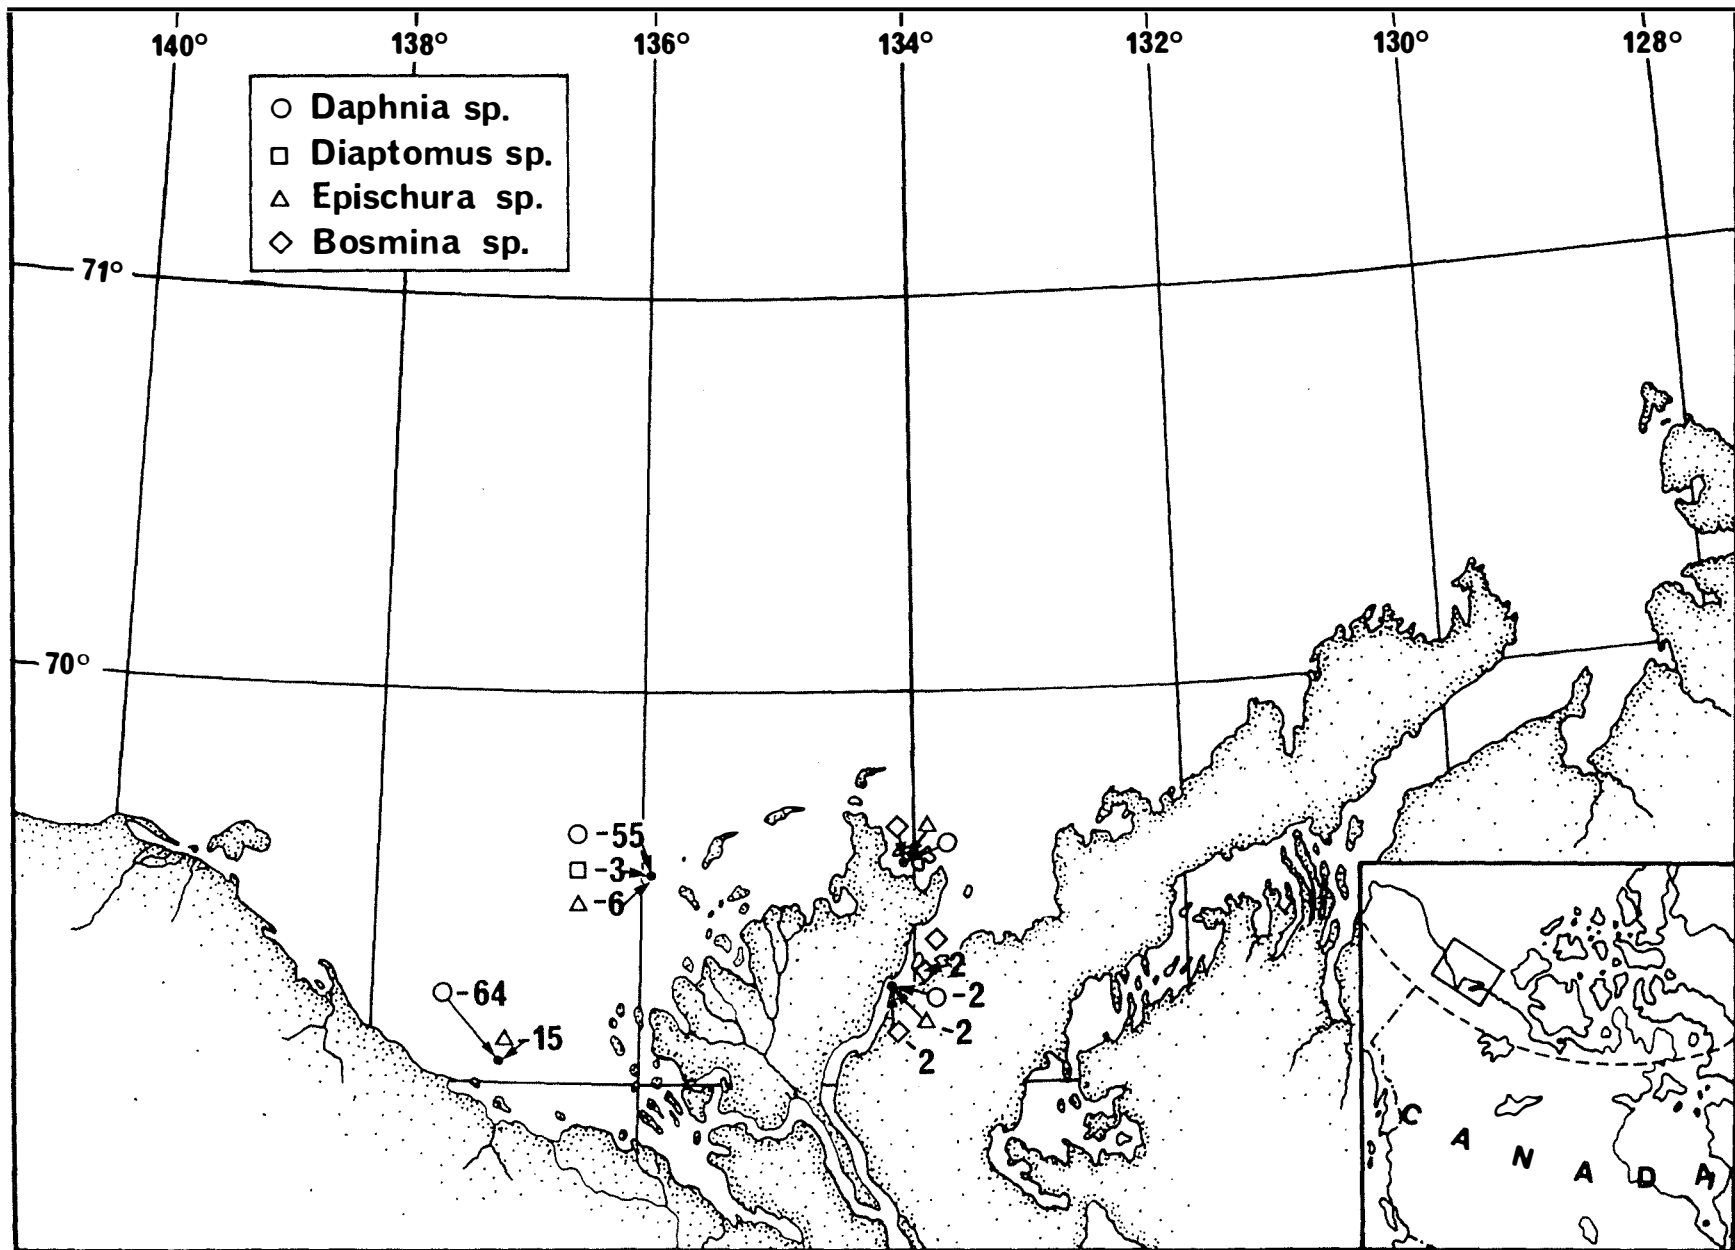 140° 138° 136° 134° 132° 130° 128°
Daphnia sp.
Diaptomus sp.
Epischura sp.
Bosmina sp.
71°
70°
-55
-3
-6
-64
-15
2
-2
-2
2
C A N A D A